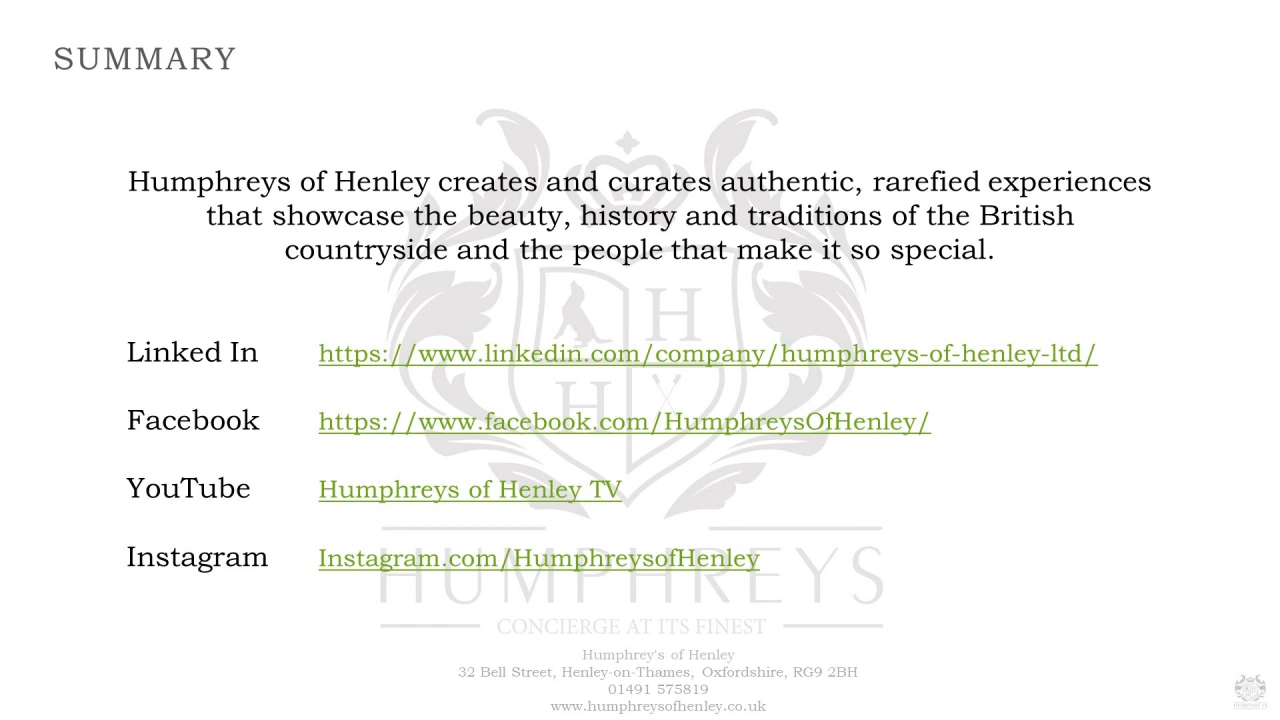 SUMMARY
Humphreys of Henley creates and curates authentic, rarefied experiences
that showcase the beauty, history and traditions of the British
countryside and the people that make it so special.
A H
H
Linked In https://www.linkedin.com/company/humphreys-of-henley-ltd/
Facebook https://www.facebook.com/HumphreysOfHenley/
YouTube Humphreys of Henley TV
Instagram Instagram.com/HumphreysofHenley
HUMPHREYS
CONCIERGE AT ITS FINEST
Humphrey's of Henley
32 Bell Street, Henley-on-Thames, Oxfordshire, RG9 2BH
01491 575819
www.humphreysofhenley.co.uk
HUMPHREYS